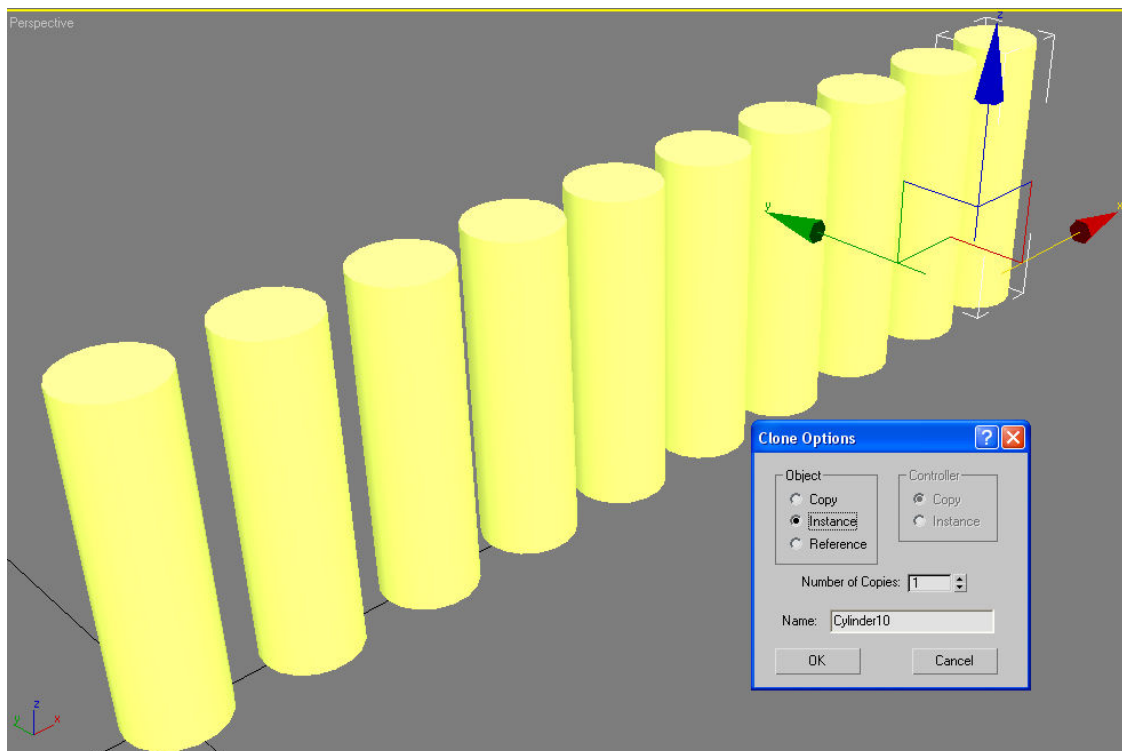 Perspective
z
y
x
Clone Options
Object
Controller
Copy
Copy
Instance
Instance
Reference
Number of Copies: 1
Name: Cylinder10
OK
Cancel
z
y
x